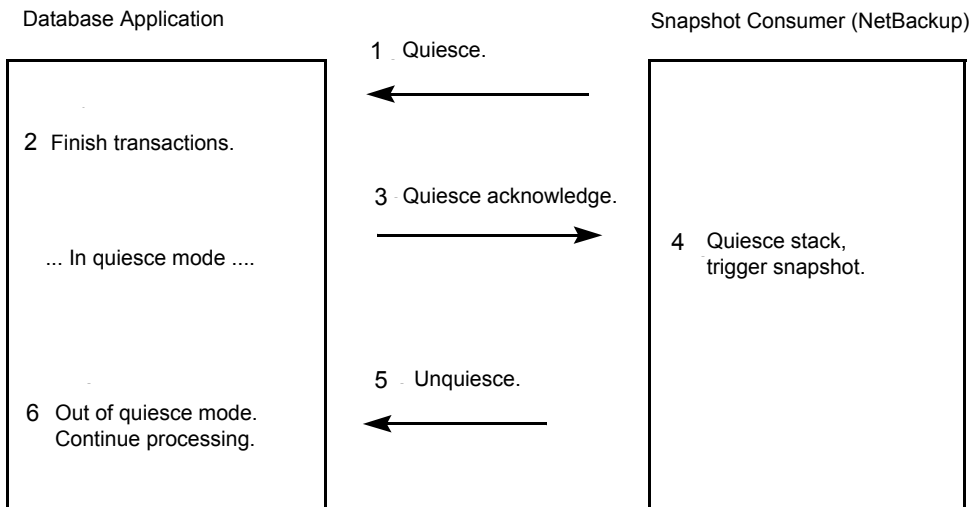 Database Application
Snapshot Consumer (NetBackup)
1 Quiesce.
2 Finish transactions.
3 Quiesce acknowledge.
... In quiesce mode ....
4 Quiesce stack,
trigger snapshot.
5 Unquiesce.
6 Out of quiesce mode.
Continue processing.